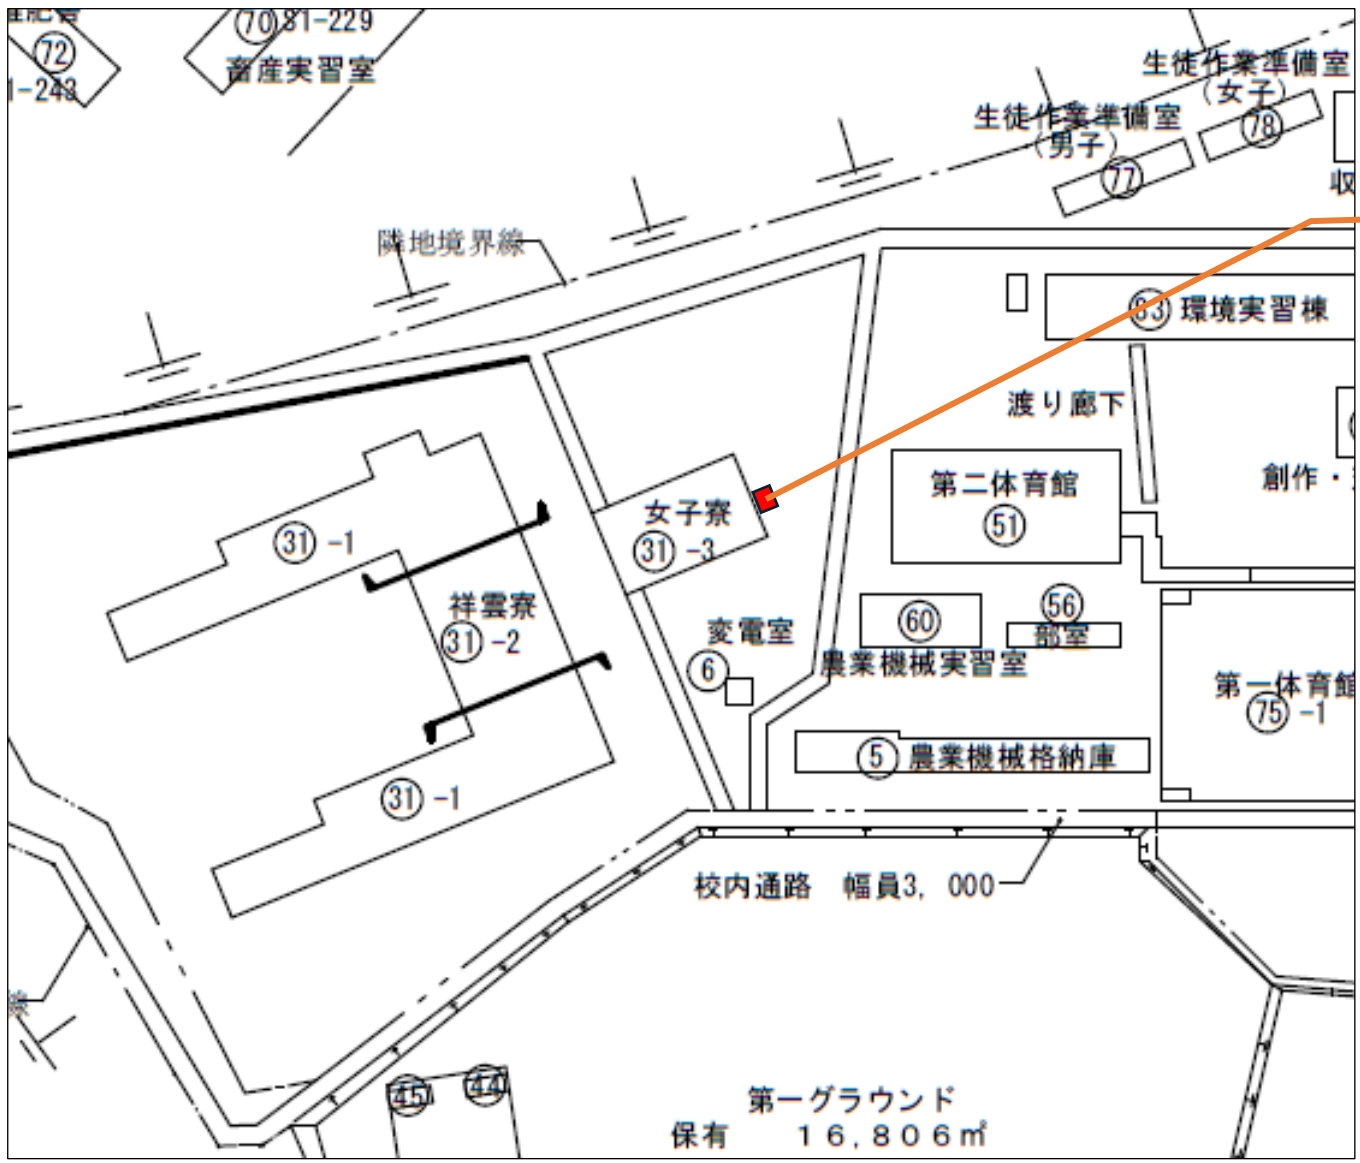 72
70 81-229
畜産実習室
生徒作業準備室
(女子)
78
生徒作業準備室
(男子)
77
隣地境界線
83 環境実習棟
渡り廊下
第二体育館
51
創作・
女子寮
31 -3
31 -1
祥雲寮
31 -2
変電室
6
60
農業機械実習室
56
部室
第一体育館
75 -1
5 農業機械格納庫
31 -1
校内通路 幅員3,000
線
45
44
第一グラウンド
保有 16,806㎡